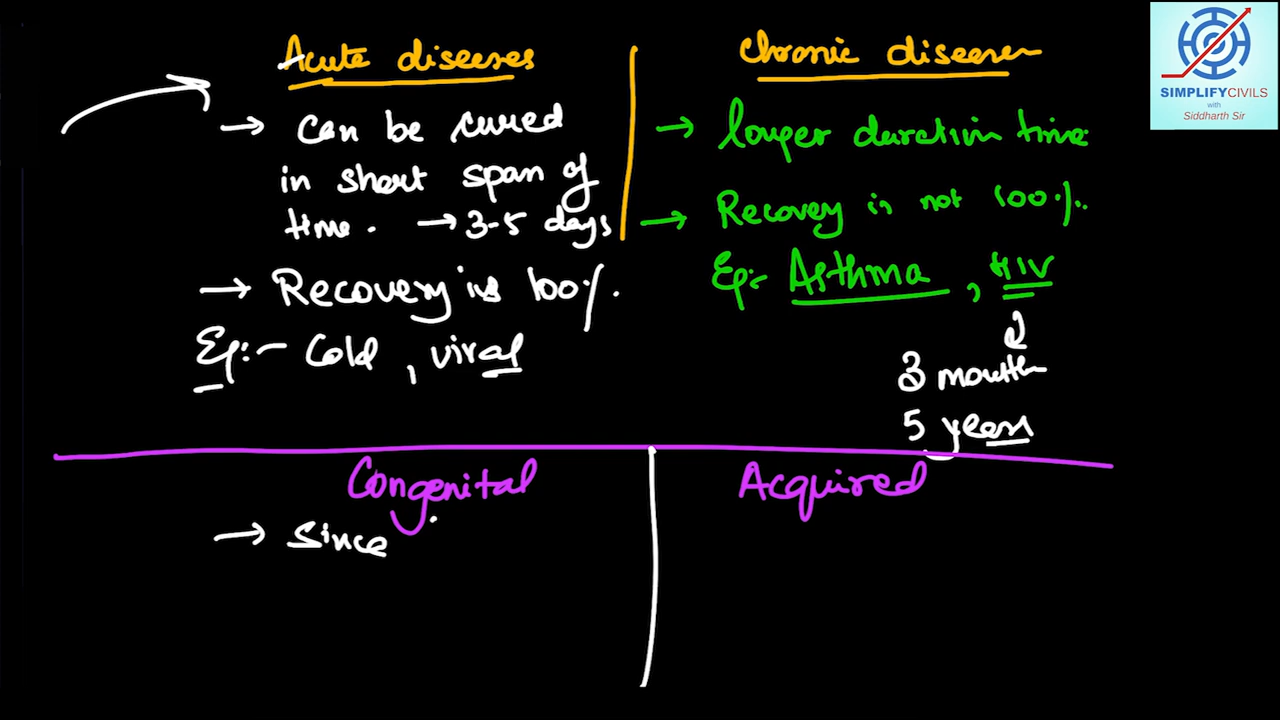 Acute diseases
→ can be cured
in short span of
time. → 3-5 days
→ Recovery is 100%.
Eg:- Cold, viral
Chronic diseases
→ longer duration time
→ Recovery is not 100%.
Eg:- Asthma, HIV
3 months
5 years
Congenital
→ Since
Acquired
SIMPLIFYCIVILS
with
Siddharth Sir